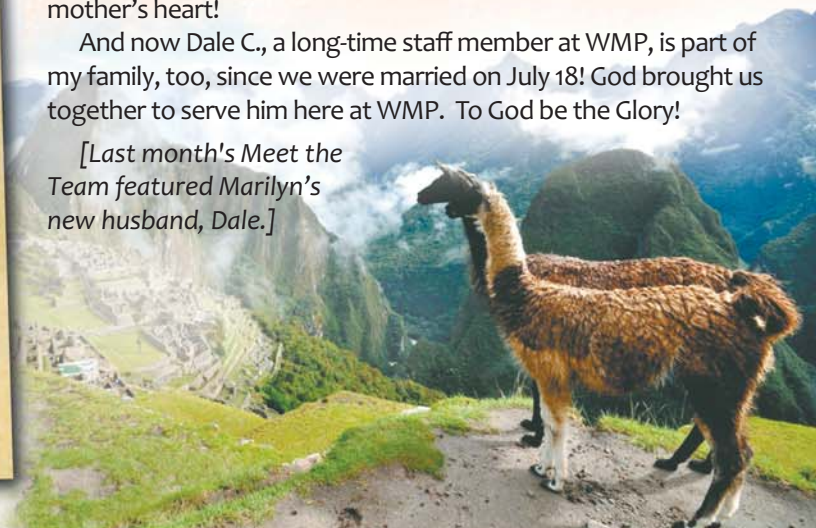 mother's heart!
And now Dale C., a long-time staff member at WMP, is part of
my family, too, since we were married on July 18! God brought us
together to serve him here at WMP.  To God be the Glory!
[Last month's Meet the
Team featured Marilyn’s
new husband, Dale.]